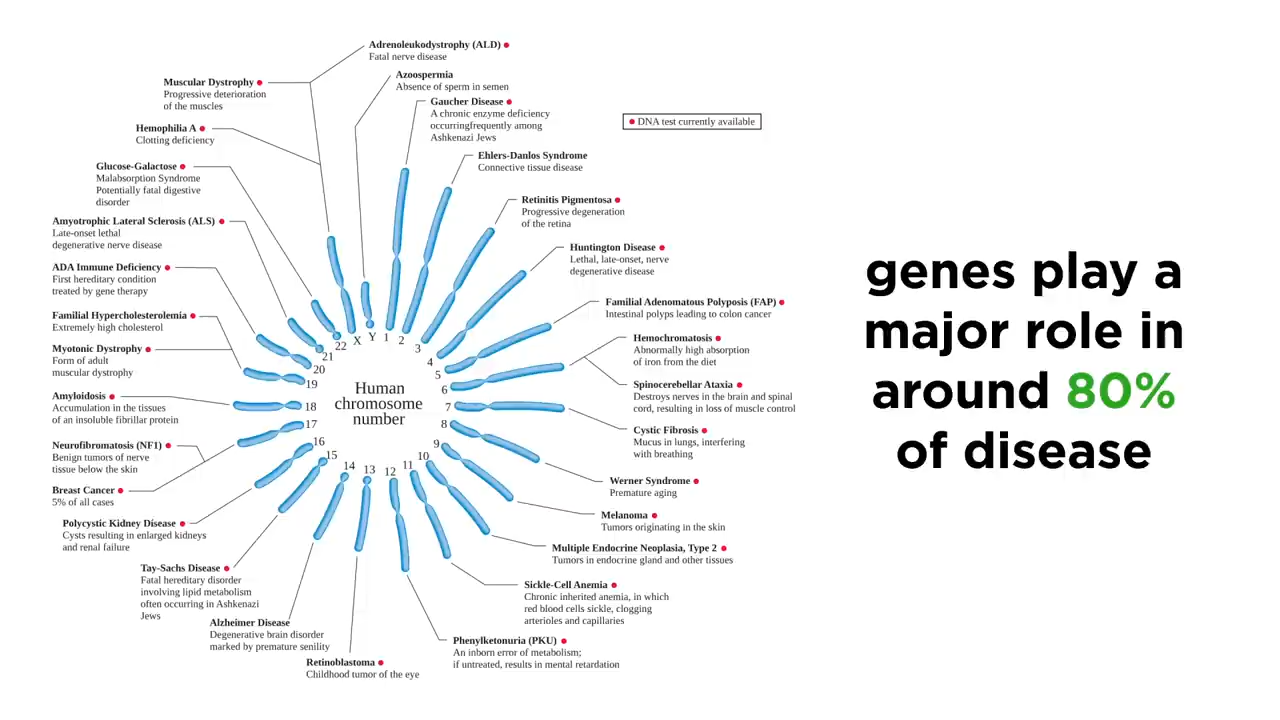 Adrenoleukodystrophy (ALD)
Fatal nerve disease
Azoospermia
Absence of sperm in semen
Gaucher Disease
A chronic enzyme deficiency
occurringfrequently among
Ashkenazi Jews
DNA test currently available
Ehlers-Danlos Syndrome
Connective tissue disease
Retinitis Pigmentosa
Progressive degeneration
of the retina
Huntington Disease
Lethal, late-onset, nerve
degenerative disease
Familial Adenomatous Polyposis (FAP)
Intestinal polyps leading to colon cancer
Hemochromatosis
Abnormally high absorption
of iron from the diet
Spinocerebellar Ataxia
Destroys nerves in the brain and spinal
cord, resulting in loss of muscle control
Cystic Fibrosis
Mucus in lungs, interfering
with breathing
Werner Syndrome
Premature aging
Melanoma
Tumors originating in the skin
Multiple Endocrine Neoplasia, Type 2
Tumors in endocrine gland and other tissues
Sickle-Cell Anemia
Chronic inherited anemia, in which
red blood cells sickle, clogging
arterioles and capillaries
Phenylketonuria (PKU)
An inborn error of metabolism;
if untreated, results in mental retardation
Retinoblastoma
Childhood tumor of the eye
Alzheimer Disease
Degenerative brain disorder
marked by premature senility
Tay-Sachs Disease
Fatal hereditary disorder
involving lipid metabolism
often occurring in Ashkenazi
Jews
Polycystic Kidney Disease
Cysts resulting in enlarged kidneys
and renal failure
Breast Cancer
5% of all cases
Neurofibromatosis (NF1)
Benign tumors of nerve
tissue below the skin
Amyloidosis
Accumulation in the tissues
of an insoluble fibrillar protein
Myotonic Dystrophy
Form of adult
muscular dystrophy
Familial Hypercholesterolemia
Extremely high cholesterol
ADA Immune Deficiency
First hereditary condition
treated by gene therapy
Amyotrophic Lateral Sclerosis (ALS)
Late-onset lethal
degenerative nerve disease
Glucose-Galactose
Malabsorption Syndrome
Potentially fatal digestive
disorder
Hemophilia A
Clotting deficiency
Muscular Dystrophy
Progressive deterioration
of the muscles
Human
chromosome
number
1
2
3
4
5
6
7
8
9
10
11
12
13
14
15
16
17
18
19
20
21
22
X
Y
genes play a
major role in
around 80%
of disease